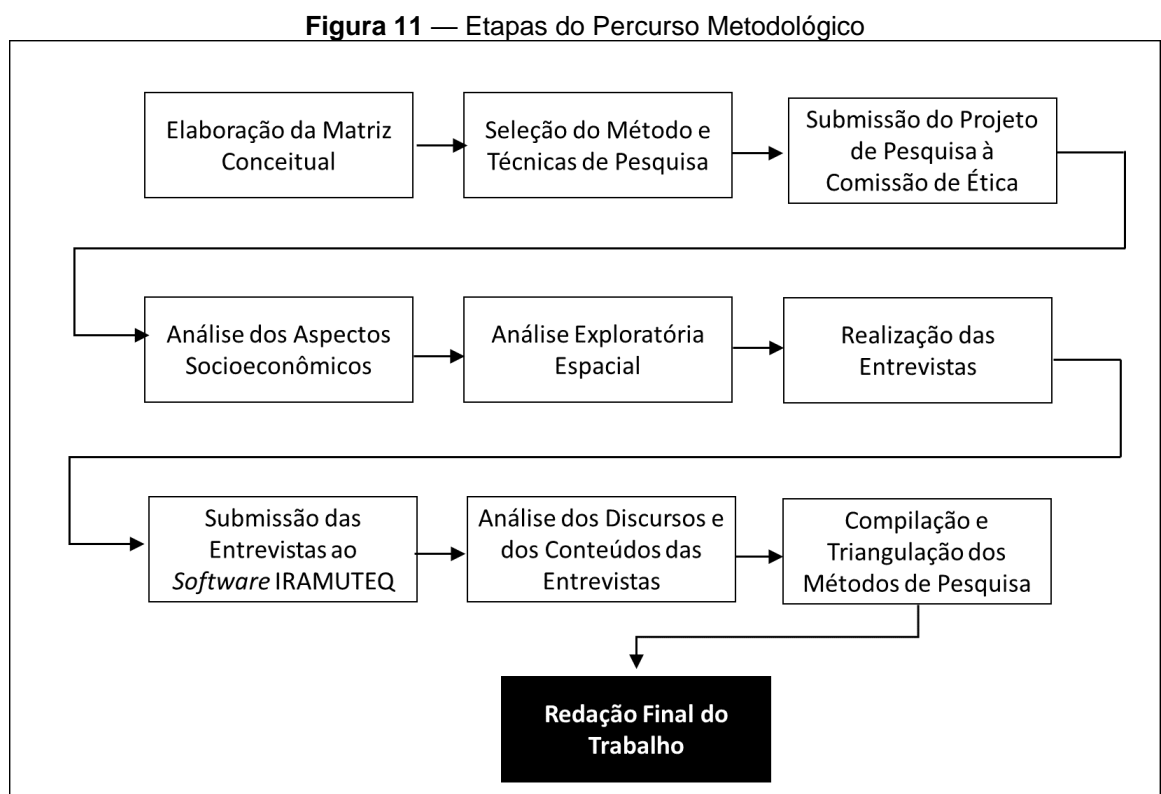 Figura 11 — Etapas do Percurso Metodológico
Elaboração da Matriz
Conceitual
Seleção do Método e
Técnicas de Pesquisa
Submissão do Projeto
de Pesquisa à
Comissão de Ética
Análise dos Aspectos
Socioeconômicos
Análise Exploratória
Espacial
Realização das
Entrevistas
Submissão das
Entrevistas ao
Software IRAMUTEQ
Análise dos Discursos e
dos Conteúdos das
Entrevistas
Compilação e
Triangulação dos
Métodos de Pesquisa
Redação Final do
Trabalho